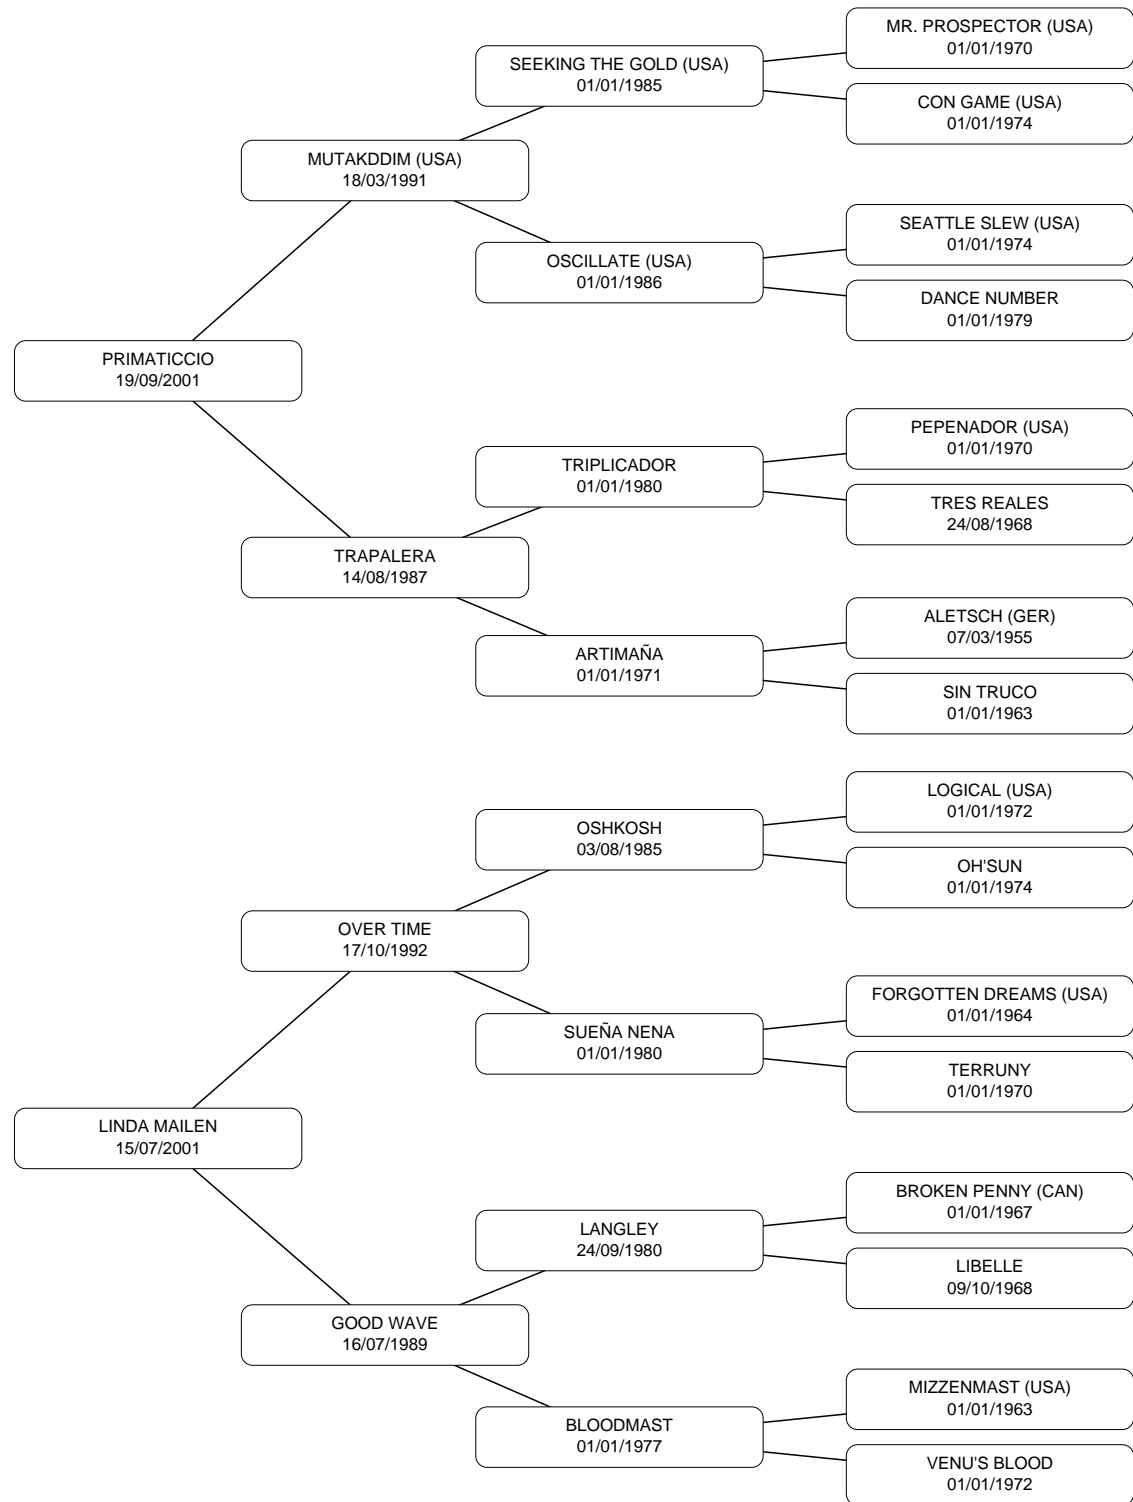 MR. PROSPECTOR (USA)
01/01/1970
SEEKING THE GOLD (USA)
01/01/1985
CON GAME (USA)
01/01/1974
MUTAKDDIM (USA)
18/03/1991
SEATTLE SLEW (USA)
01/01/1974
OSCILLATE (USA)
01/01/1986
DANCE NUMBER
01/01/1979
PRIMATICCIO
19/09/2001
PEPENADOR (USA)
01/01/1970
TRIPLICADOR
01/01/1980
TRES REALES
24/08/1968
TRAPALERA
14/08/1987
ALETSCH (GER)
07/03/1955
ARTIMAÑA
01/01/1971
SIN TRUCO
01/01/1963
LOGICAL (USA)
01/01/1972
OSHKOSH
03/08/1985
OH'SUN
01/01/1974
OVER TIME
17/10/1992
FORGOTTEN DREAMS (USA)
01/01/1964
SUEÑA NENA
01/01/1980
TERRUNY
01/01/1970
LINDA MAILEN
15/07/2001
BROKEN PENNY (CAN)
01/01/1967
LANGLEY
24/09/1980
LIBELLE
09/10/1968
GOOD WAVE
16/07/1989
MIZZENMAST (USA)
01/01/1963
BLOODMAST
01/01/1977
VENU'S BLOOD
01/01/1972